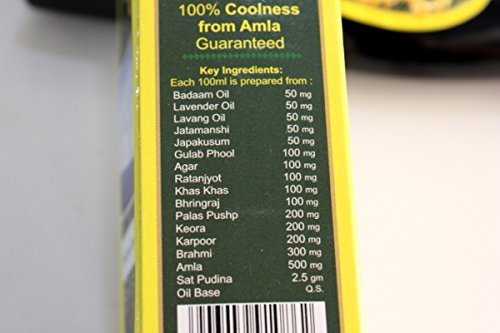 100% Coolness
from Amla
Guaranteed
Key Ingredients:
Each 100ml is prepared from :
Badaam Oil 50 mg
Lavender Oil 50 mg
Lavang Oil 50 mg
Jatamanshi 50 mg
Japakusum 50 mg
Gulab Phool 100 mg
Agar 100 mg
Ratanjyot 100 mg
Khas Khas 100 mg
Bhringraj 100 mg
Palas Pushp 200 mg
Keora 200 mg
Karpoor 200 mg
Brahmi 300 mg
Amla 500 mg
Sat Pudina 2.5 gm
Oil Base Q.S.